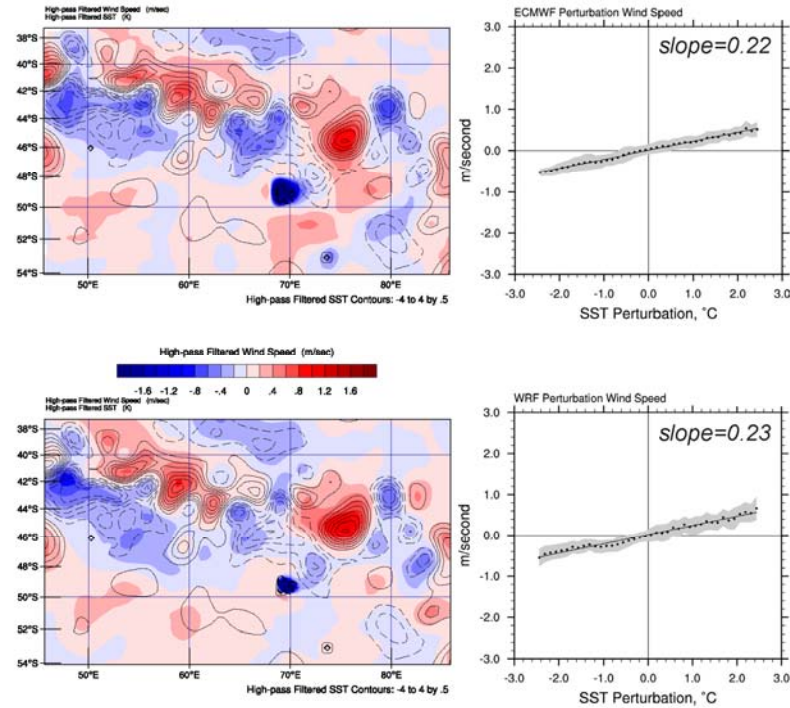 High-pass Filtered Wind Speed (m/sec)
High-pass Filtered SST (K)
38°S
40°S
42°S
44°S
46°S
48°S
50°S
52°S
54°S
50°E
60°E
70°E
80°E
High-pass Filtered SST Contours: -4 to 4 by .5
ECMWF Perturbation Wind Speed
slope=0.22
3.0
2.0
1.0
0.0
-1.0
-2.0
-3.0
m/second
-3.0 -2.0 -1.0 0.0 1.0 2.0 3.0
SST Perturbation, ˚C
High-pass Filtered Wind Speed (m/sec)
-1.6 -1.2 -.8 -.4 0 .4 .8 1.2 1.6
High-pass Filtered Wind Speed (m/sec)
High-pass Filtered SST (K)
38°S
40°S
42°S
44°S
46°S
48°S
50°S
52°S
54°S
50°E
60°E
70°E
80°E
High-pass Filtered SST Contours: -4 to 4 by .5
WRF Perturbation Wind Speed
slope=0.23
3.0
2.0
1.0
0.0
-1.0
-2.0
-3.0
m/second
-3.0 -2.0 -1.0 0.0 1.0 2.0 3.0
SST Perturbation, ˚C